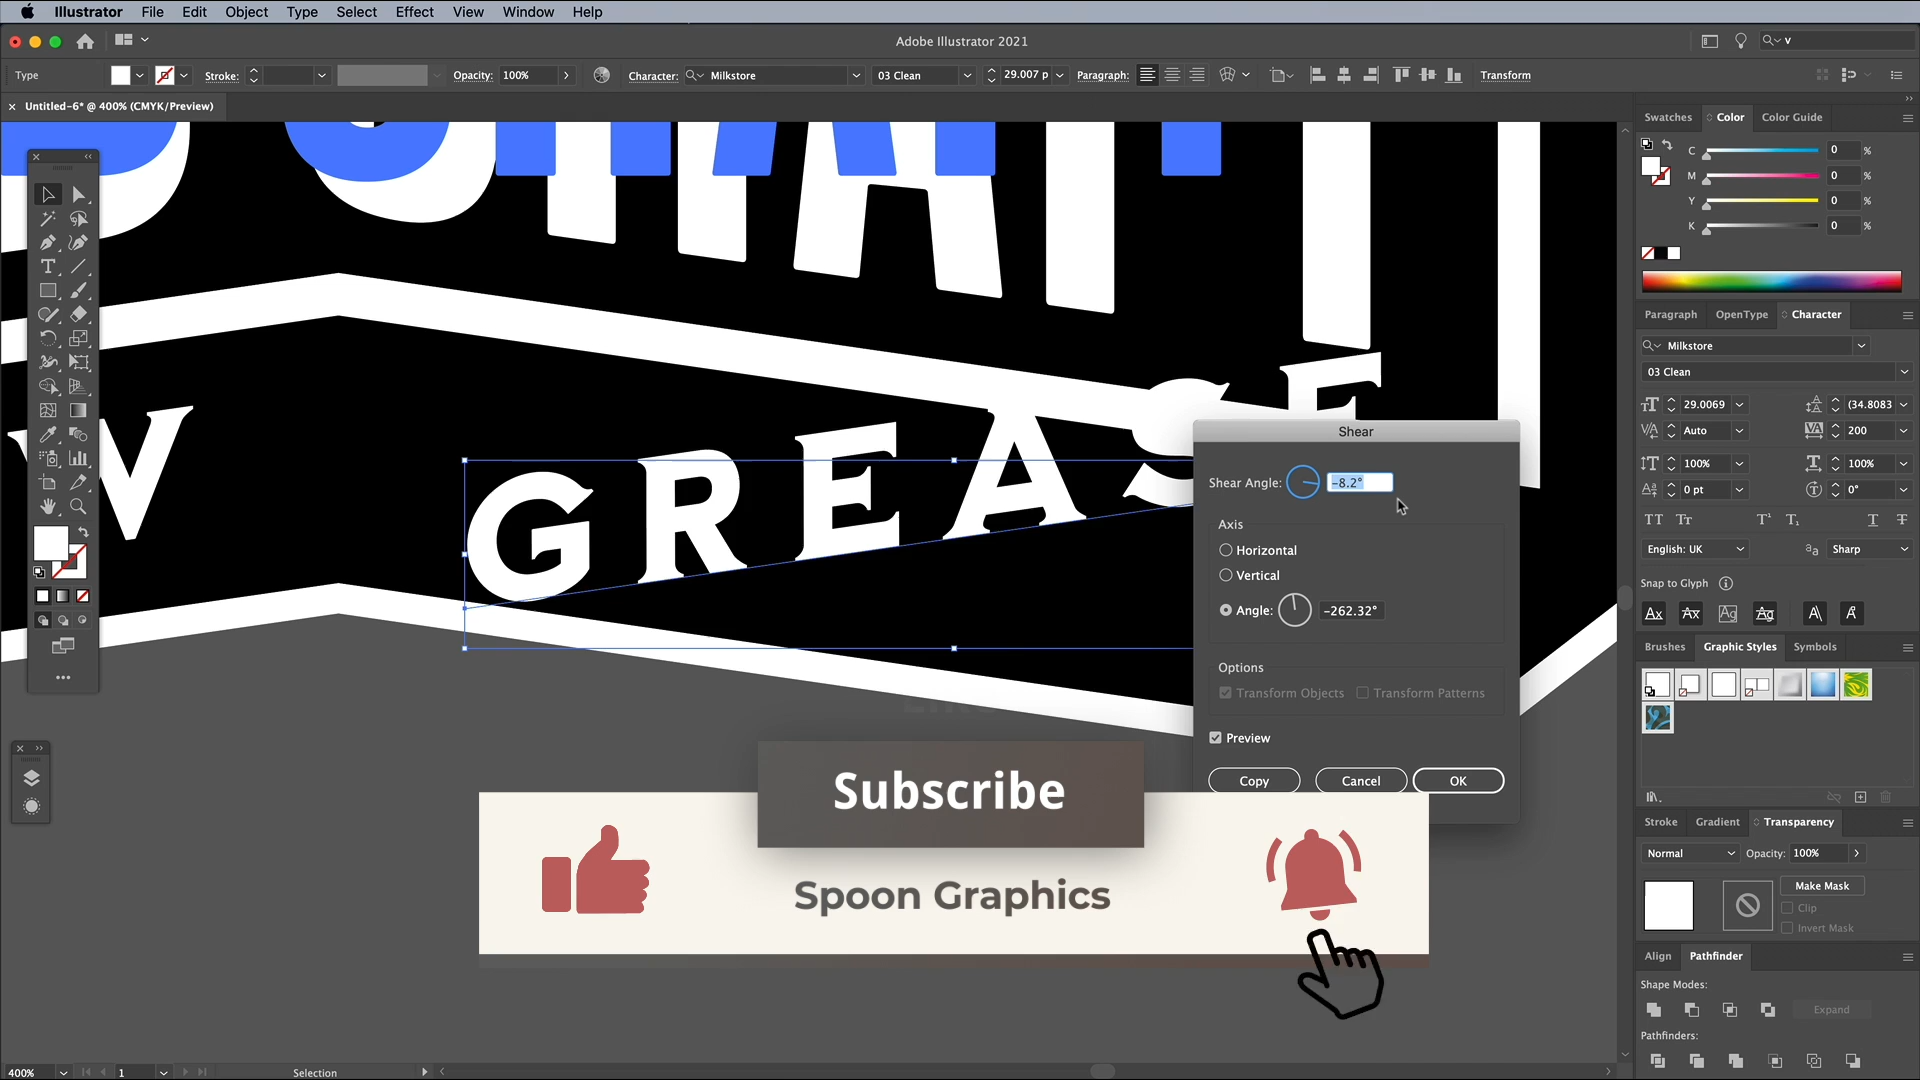 Illustrator File Edit Object Type Select Effect View Window Help
Adobe Illustrator 2021
v
Type Stroke: Opacity: 100% Character: Milkstore 03 Clean 29.007 p Paragraph: Transform
× Untitled-6* @ 400% (CMYK/Preview)
Swatches Color Color Guide
C 0 %
M 0 %
Y 0 %
K 0 %
Paragraph OpenType Character
Milkstore
03 Clean
29.0069 (34.8083
Auto 200
100% 100%
0 pt 0°
English: UK Sharp
Snap to Glyph
Brushes Graphic Styles Symbols
Stroke Gradient Transparency
Normal Opacity: 100%
Make Mask
Clip
Invert Mask
Align Pathfinder
Shape Modes:
Expand
Pathfinders:
W GREASE
Shear
Shear Angle: -8.2°
Axis
Horizontal
Vertical
Angle: -262.32°
Options
Transform Objects Transform Patterns
Preview
Copy Cancel OK
Subscribe
Spoon Graphics
400% 1 Selection